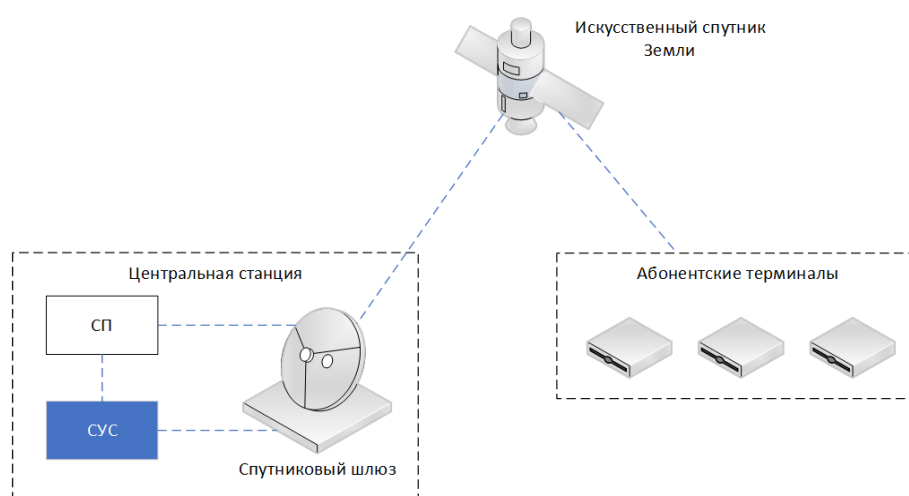 Искусственный спутник
Земли
Центральная станция
Абонентские терминалы
СП
СУС
Спутниковый шлюз